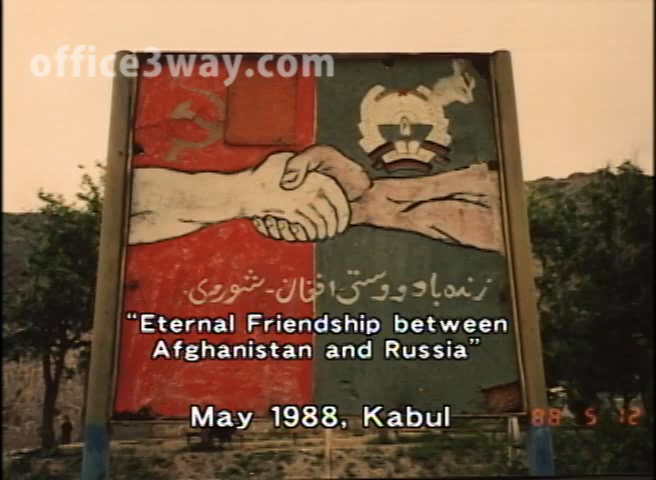 office3way.com
زنده باد دوستی افغان - شوروی
“Eternal Friendship between
Afghanistan and Russia”
May 1988, Kabul
88 5 12